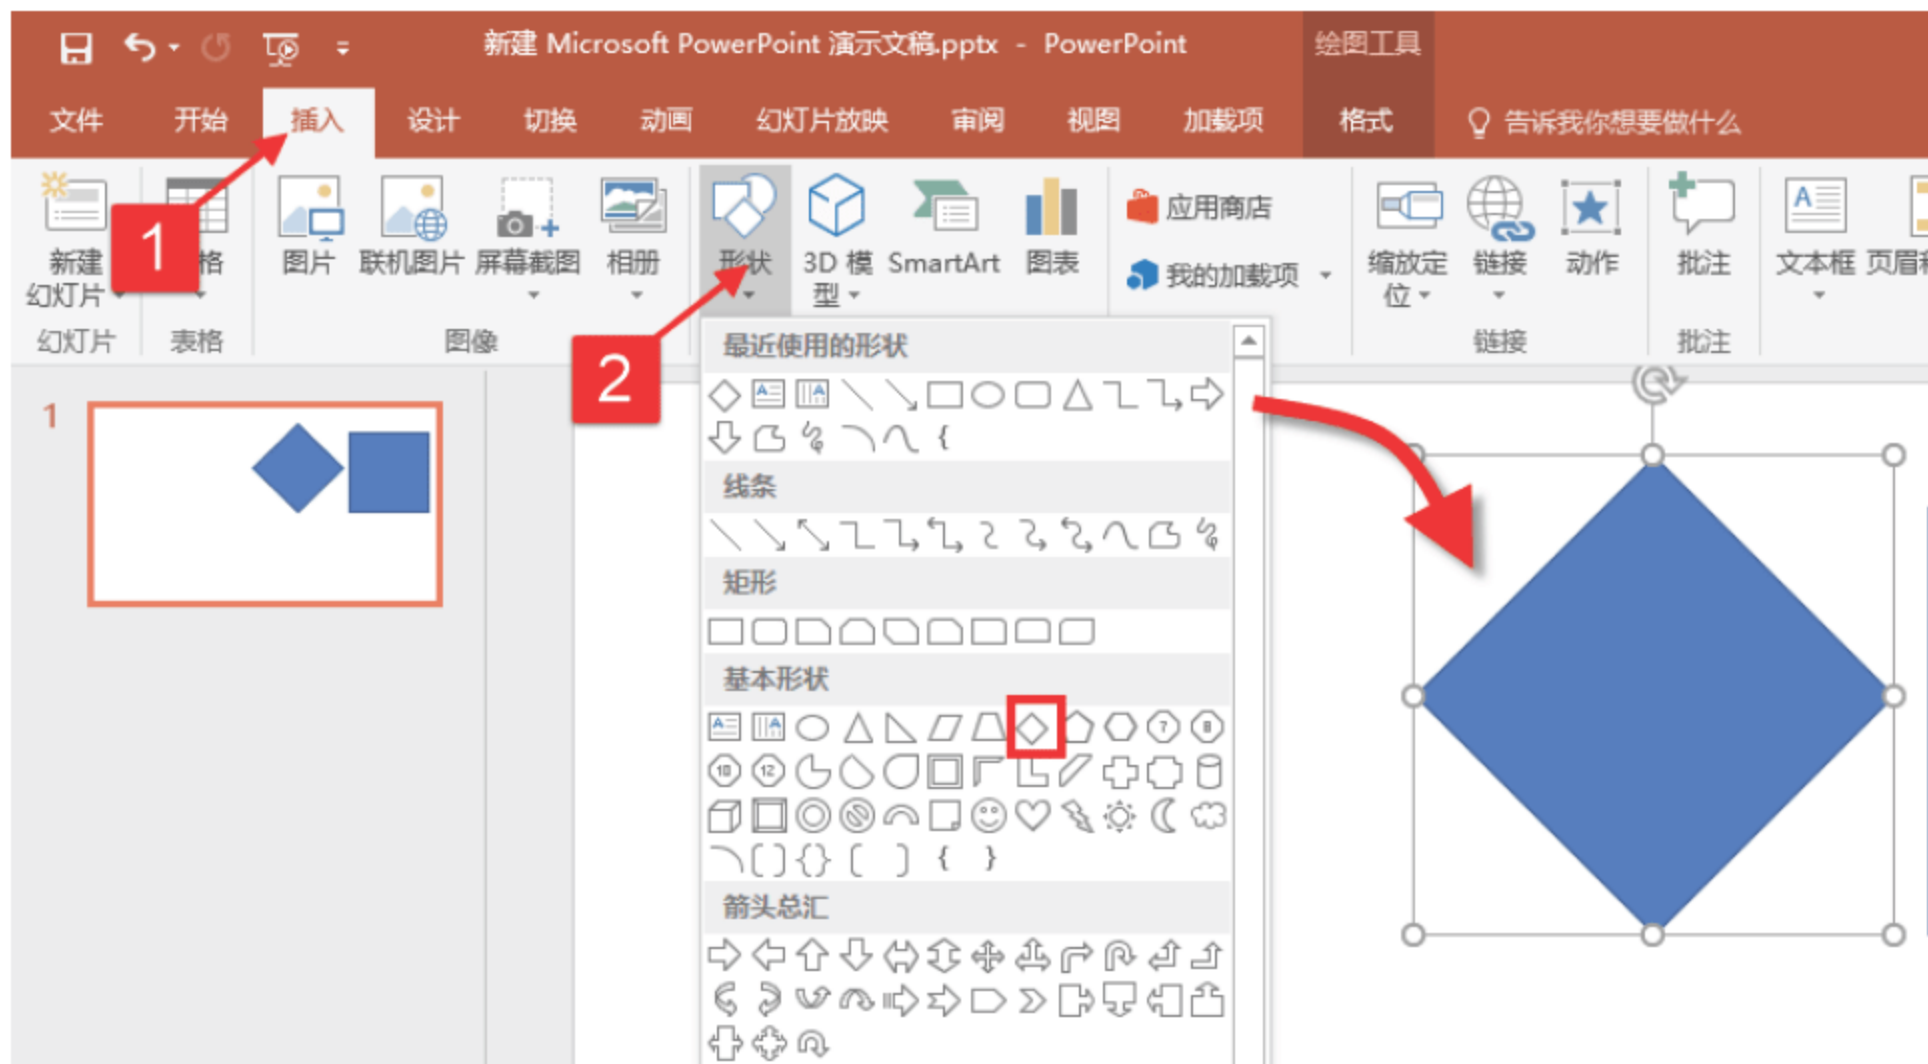 新建 Microsoft PowerPoint 演示文稿.pptx - PowerPoint
绘图工具
文件 开始 插入 设计 切换 动画 幻灯片放映 审阅 视图 加载项 格式 告诉我你想要做什么
新建
幻灯片
格
图片
联机图片
屏幕截图
相册
形状
3D 模
型
SmartArt
图表
应用商店
我的加载项
缩放定
位
链接
动作
批注
A
文本框
页眉
幻灯片
表格
图像
链接
批注
1
2
1
最近使用的形状
A A
{
线条
矩形
基本形状
A A 7 8
10 12
{ } ( ) { }
箭头总汇